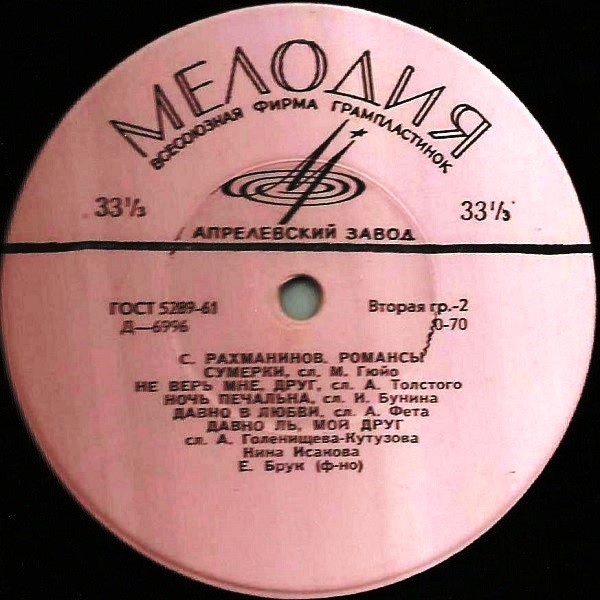 МЕЛОДИЯ
ВСЕСОЮЗНАЯ ФИРМА ГРАМПЛАСТИНОК
33⅓ 33⅓
АПРЕЛЕВСКИЙ ЗАВОД
ГОСТ 5289-61 Вторая гр.-2
Д—6996 0-70
С. РАХМАНИНОВ. РОМАНСЫ
СУМЕРКИ, сл. М. Гюйо
НЕ ВЕРЬ МНЕ, ДРУГ, сл. А. Толстого
НОЧЬ ПЕЧАЛЬНА, сл. И. Бунина
ДАВНО В ЛЮБВИ, сл. А. Фета
ДАВНО ЛЬ, МОЙ ДРУГ
сл. А. Голенищева-Кутузова
Нина Исакова
Е. Брук (ф-но)